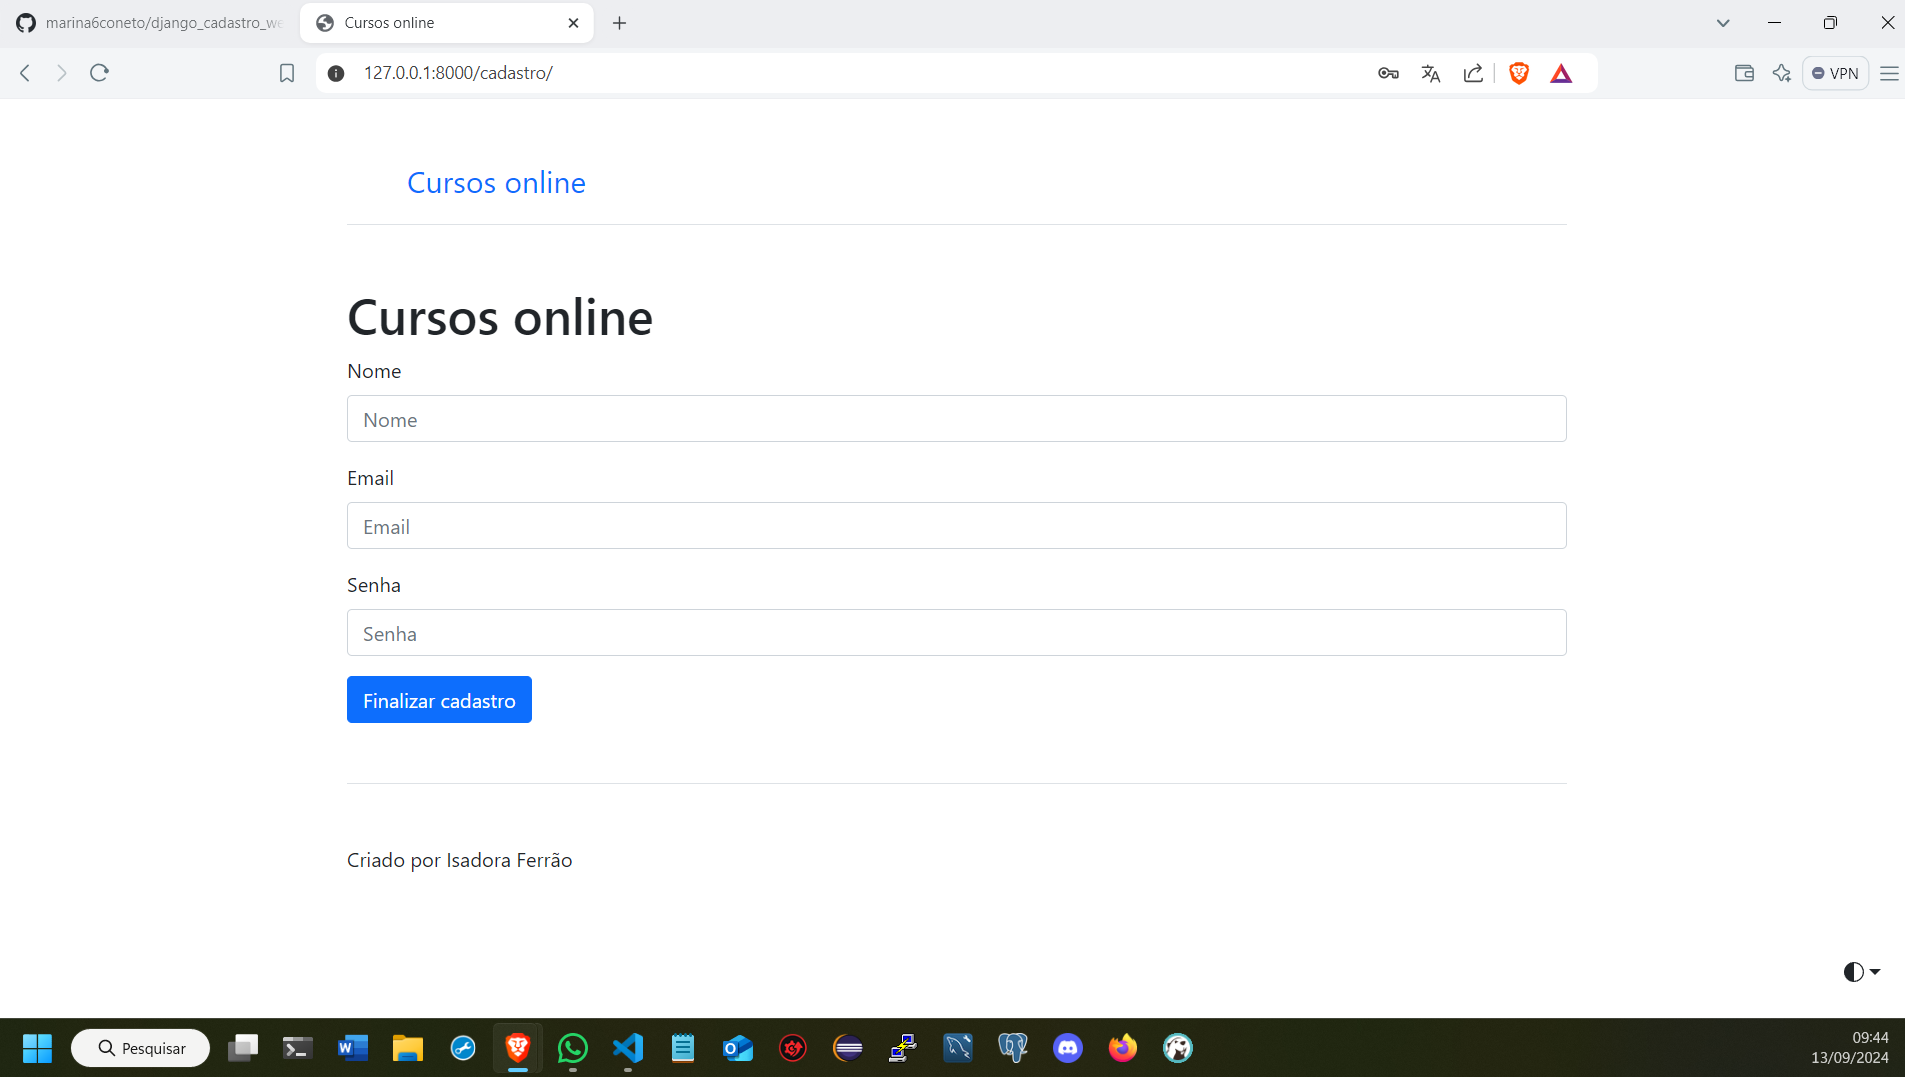 marina6coneto/django_cadastro_we
Cursos online
127.0.0.1:8000/cadastro/
VPN
Cursos online
Cursos online
Nome
Nome
Email
Email
Senha
Senha
Finalizar cadastro
Criado por Isadora Ferrão
Pesquisar
09:44
13/09/2024